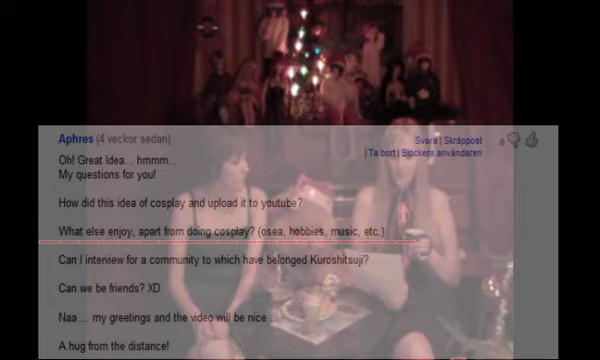 Aphres (4 veckor sedan)
Svara | Skräppost
| Ta bort | Blockera användaren
0
Oh! Great Idea... hmmm...
My questions for you!
How did this idea of cosplay and upload it to youtube?
What else enjoy, apart from doing cosplay? (osea, hobbies, music, etc.)
Can I interview for a community to which have belonged Kuroshitsuji?
Can we be friends? XD
Naa ... my greetings and the video will be nice ...
A hug from the distance!